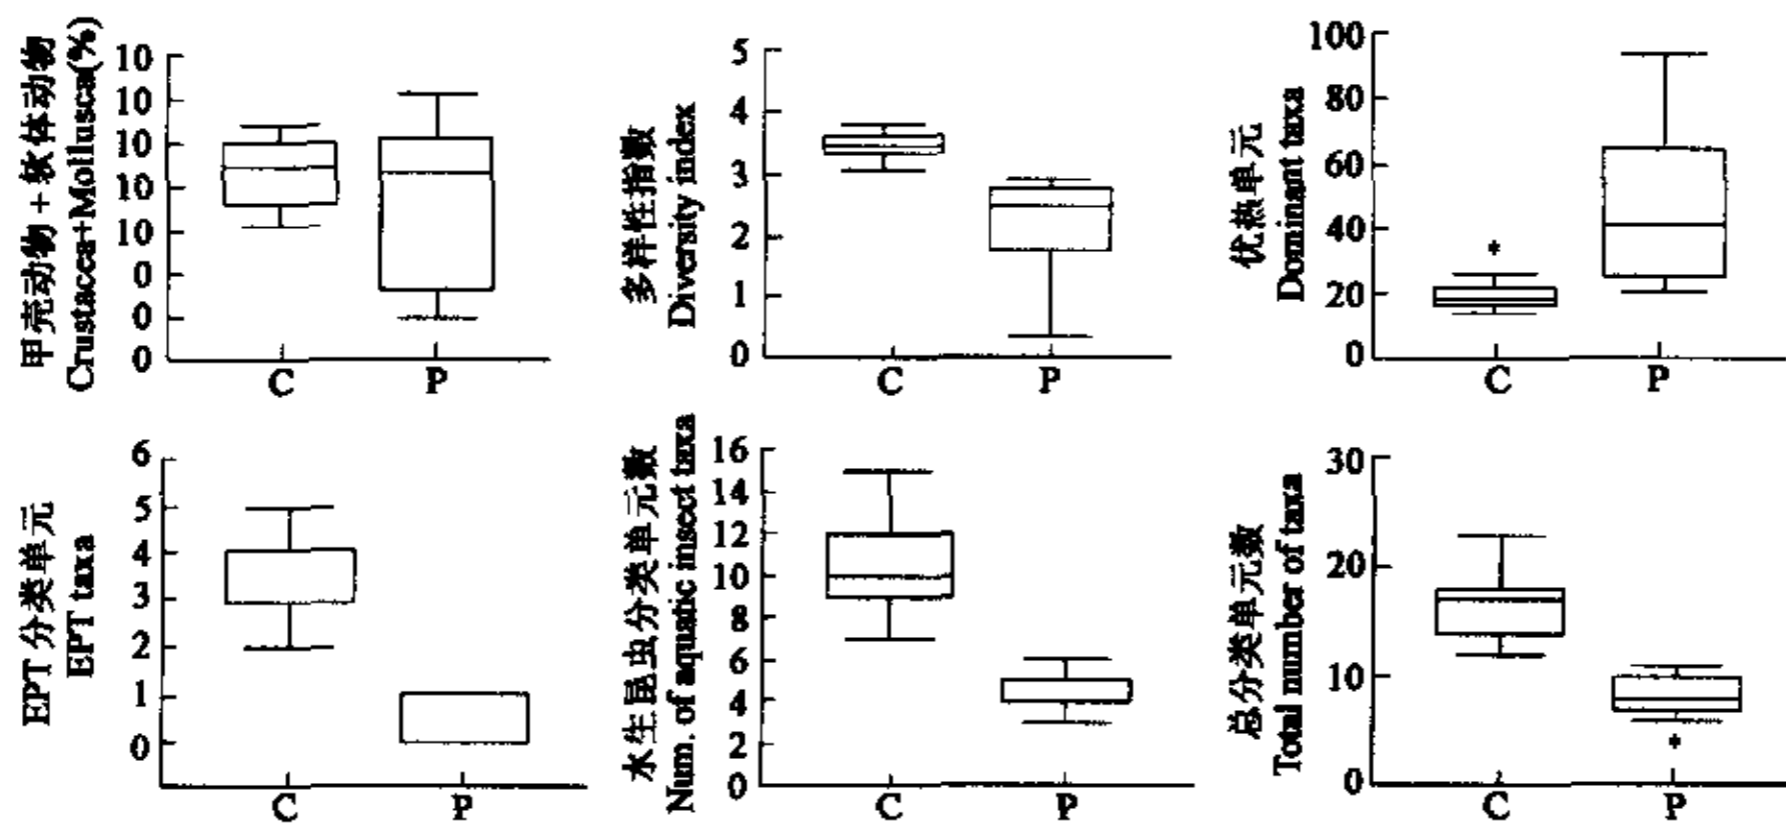 甲壳动物 + 软体动物
Crustacea+Mollusca(%)
10
10
10
10
10
0
0
0
C
P
多样性指数
Diversity index
5
4
3
2
1
0
C
P
优热单元
Dominant taxa
100
80
60
40
20
0
C
P
EPT 分类单元
EPT taxa
6
5
4
3
2
1
0
C
P
水生昆虫分类单元数
Num. of aquatic insect taxa
16
14
12
10
8
6
4
2
0
C
P
总分类单元数
Total number of taxa
30
20
10
0
C
P